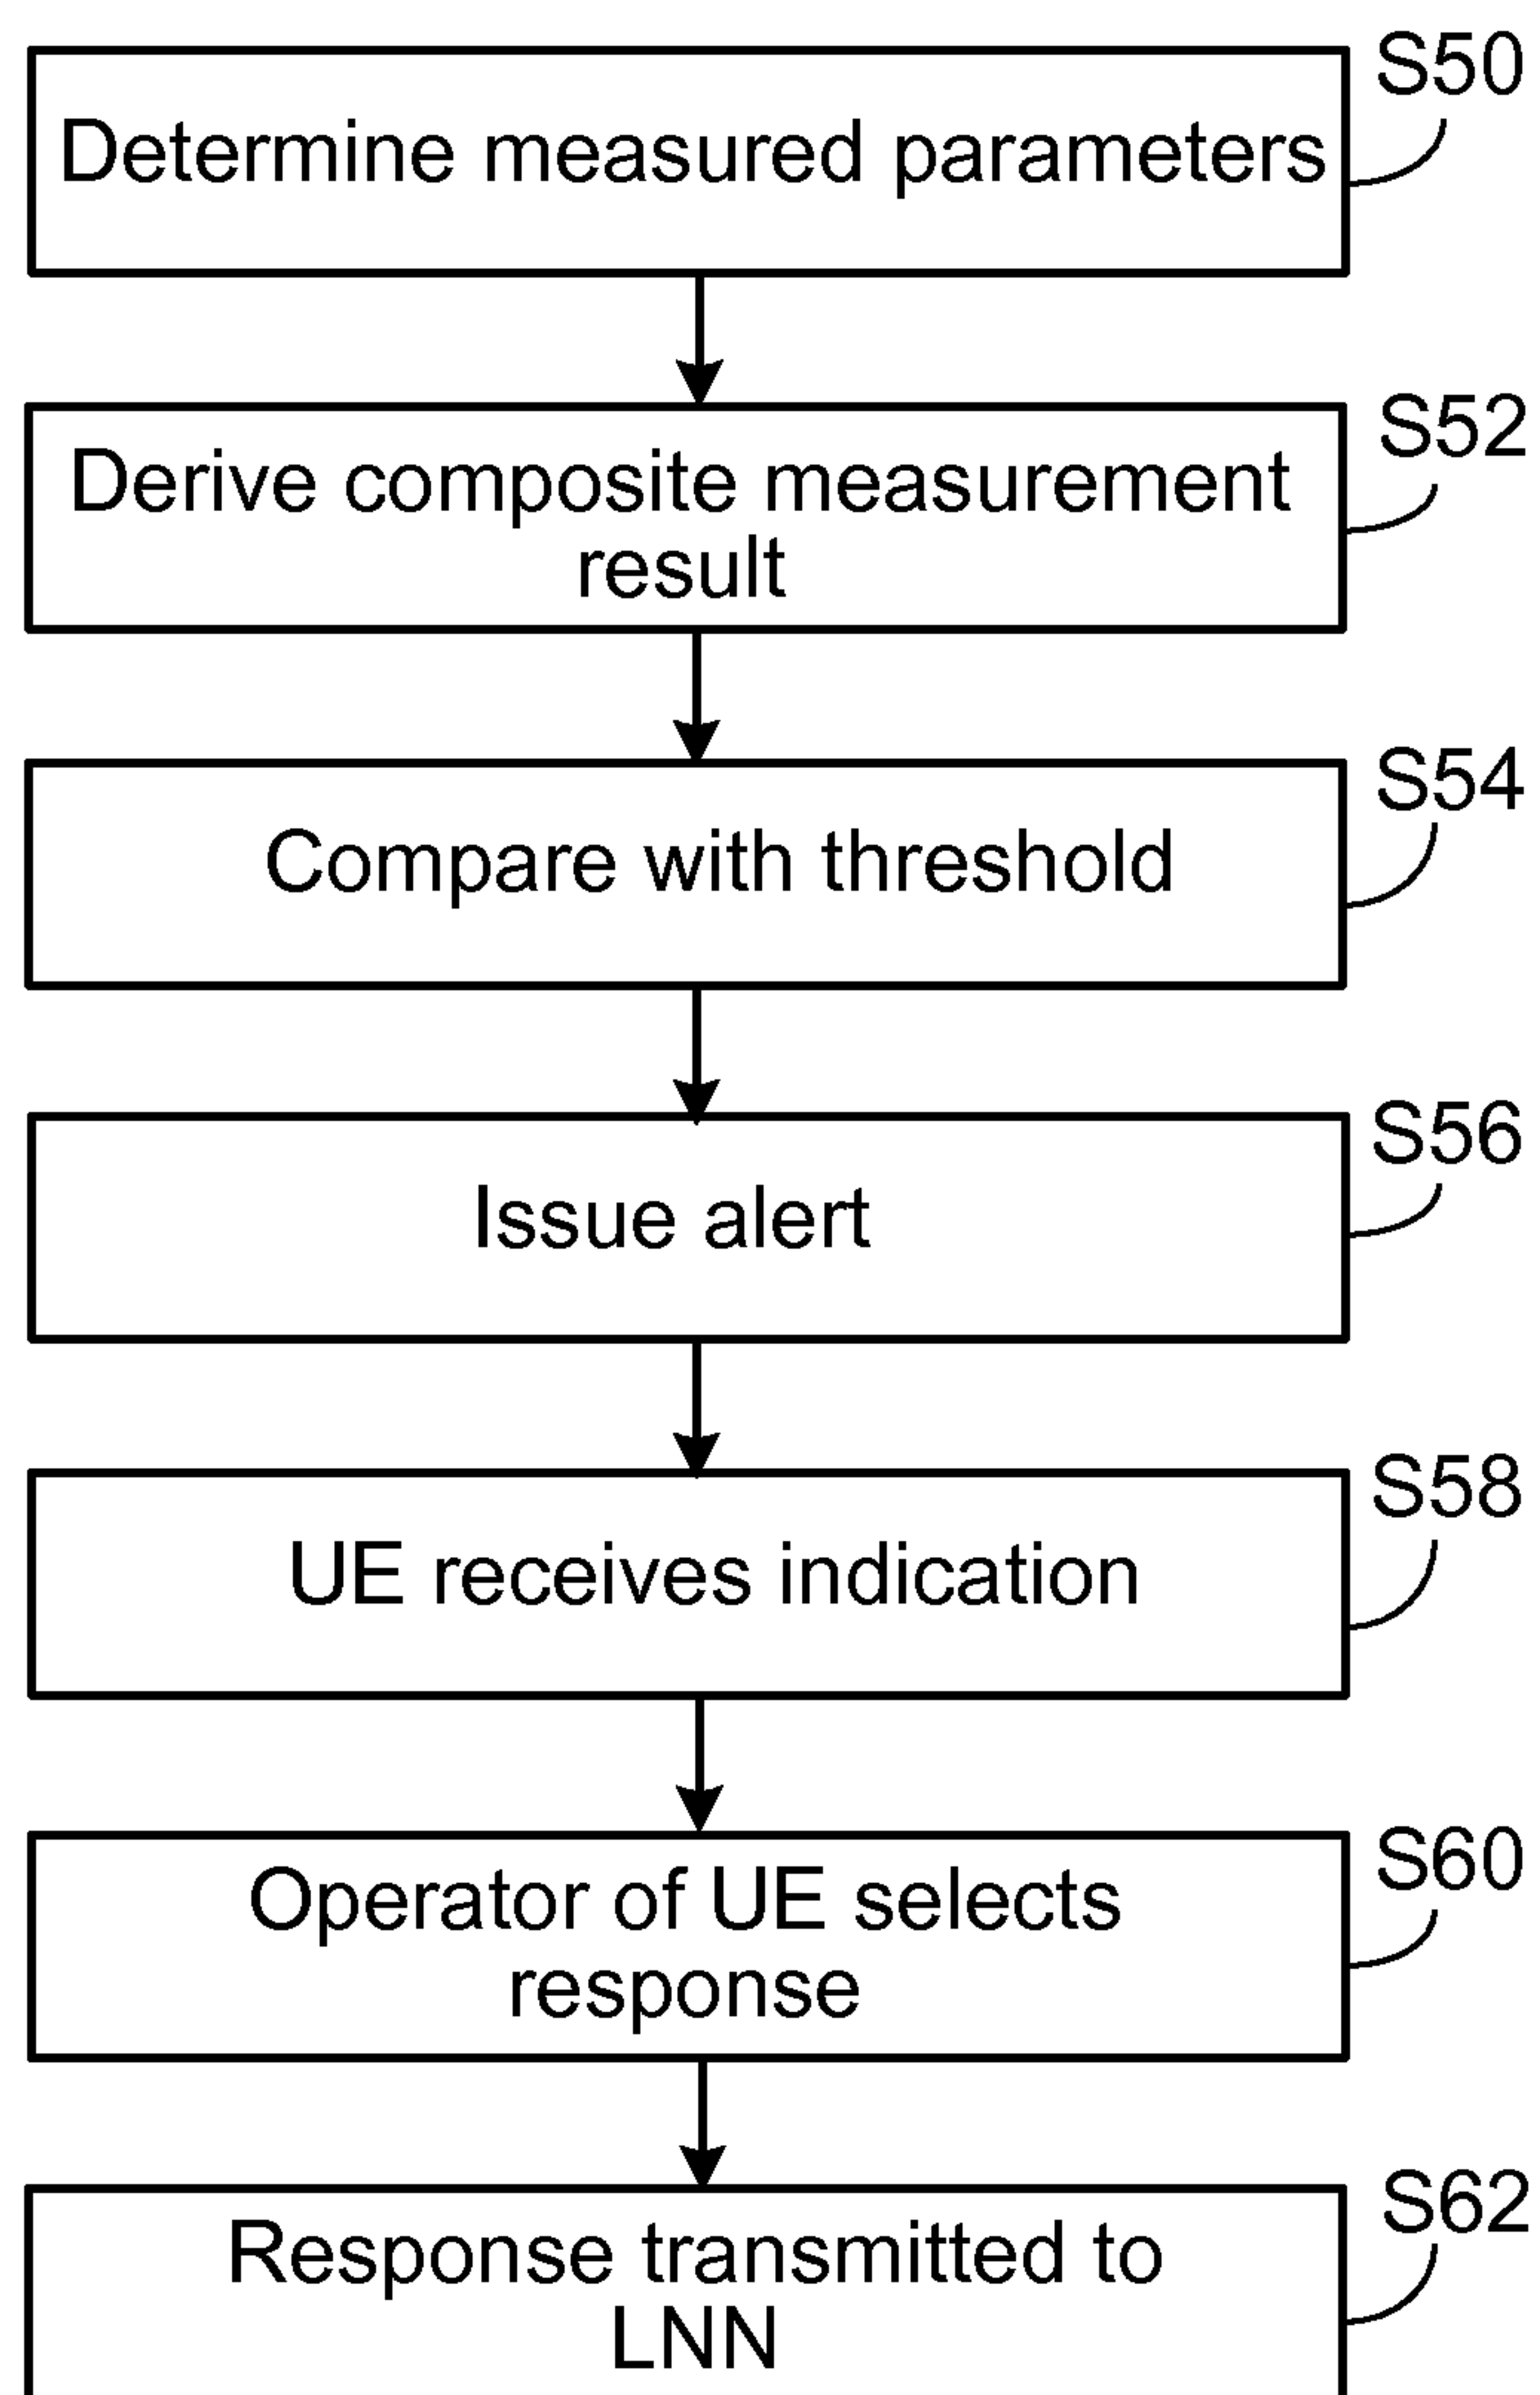 S50
Determine measured parameters
S52
Derive composite measurement
result
S54
Compare with threshold
S56
Issue alert
S58
UE receives indication
S60
Operator of UE selects
response
S62
Response transmitted to
LNN